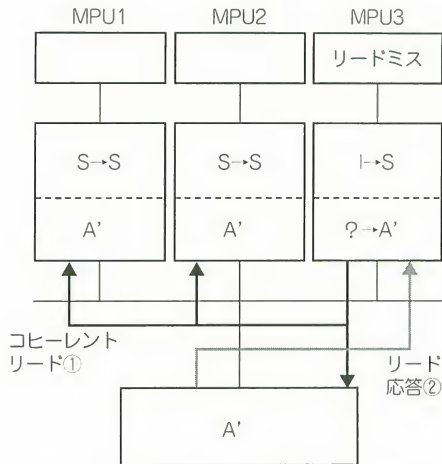 MPU1 MPU2 MPU3
リードミス
S→S S→S I→S
A' A' ?→A'
コヒーレント
リード①
リード
応答②
A'